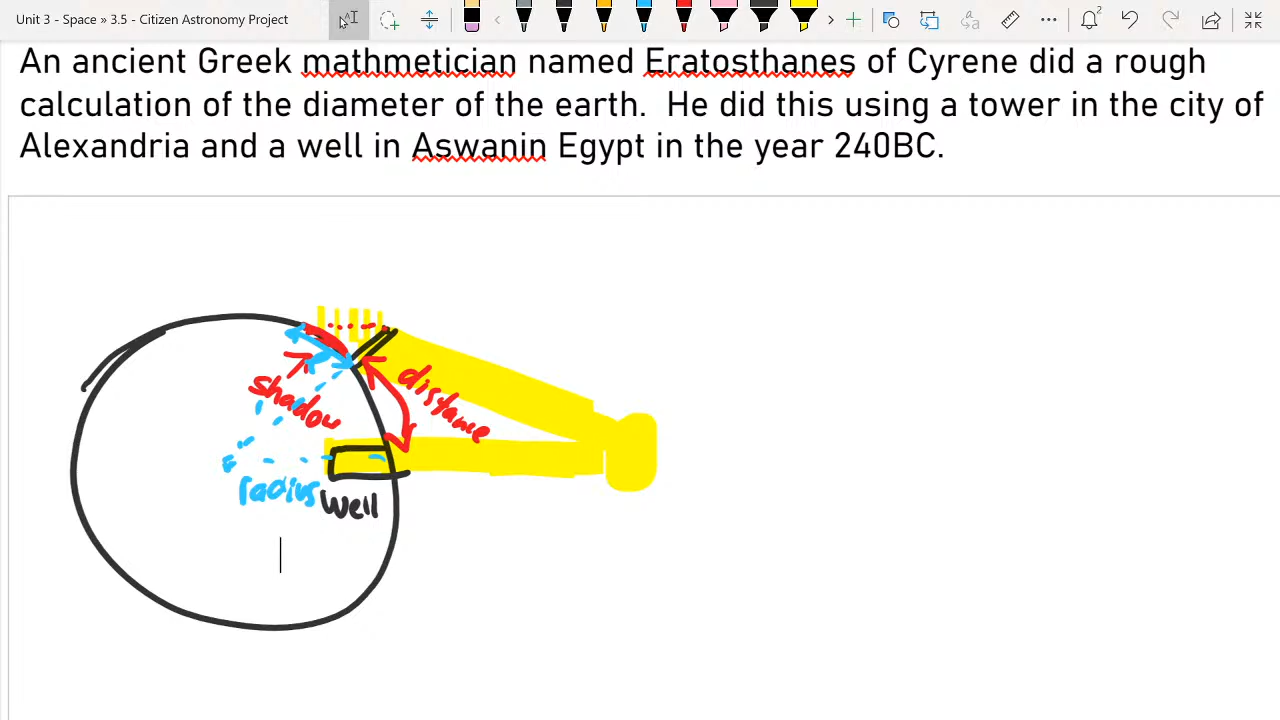 Unit 3 - Space » 3.5 - Citizen Astronomy Project
An ancient Greek mathmetician named Eratosthanes of Cyrene did a rough
calculation of the diameter of the earth.  He did this using a tower in the city of
Alexandria and a well in Aswanin Egypt in the year 240BC.
shadow
distance
radius
well